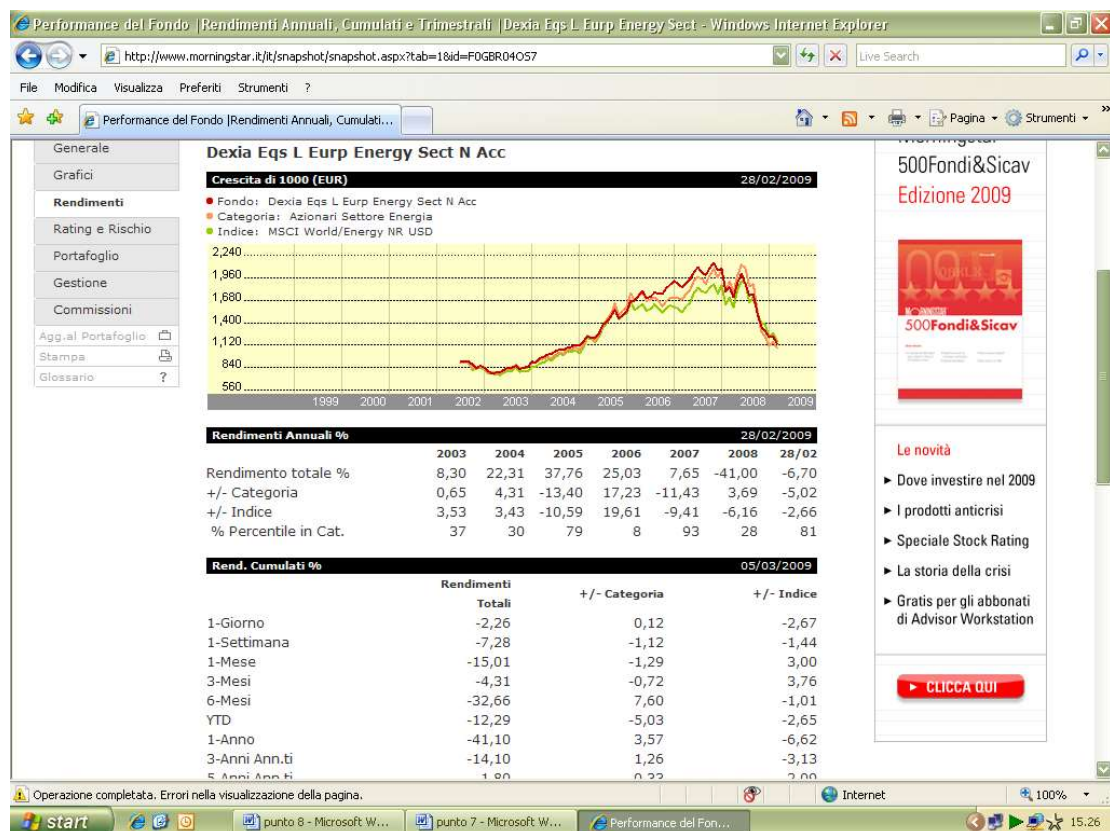 Performance del Fondo |Rendimenti Annuali, Cumulati e Trimestrali |Dexia Eqs L Eurp Energy Sect - Windows Internet Explorer
http://www.morningstar.it/it/snapshot/snapshot.aspx?tab=1&id=F0GBR04OS7
Live Search
File Modifica Visualizza Preferiti Strumenti ?
Performance del Fondo |Rendimenti Annuali, Cumulati...
Pagina Strumenti »
Generale
Grafici
Rendimenti
Rating e Rischio
Portafoglio
Gestione
Commissioni
Agg.al Portafoglio
Stampa
Glossario ?
Dexia Eqs L Eurp Energy Sect N Acc
Crescita di 1000 (EUR) 28/02/2009
Fondo: Dexia Eqs L Eurp Energy Sect N Acc
Categoria: Azionari Settore Energia
Indice: MSCI World/Energy NR USD
2,240
1,960
1,680
1,400
1,120
840
560
1999 2000 2001 2002 2003 2004 2005 2006 2007 2008 2009
Rendimenti Annuali % 28/02/2009
2003 2004 2005 2006 2007 2008 28/02
Rendimento totale % 8,30 22,31 37,76 25,03 7,65 -41,00 -6,70
+/- Categoria 0,65 4,31 -13,40 17,23 -11,43 3,69 -5,02
+/- Indice 3,53 3,43 -10,59 19,61 -9,41 -6,16 -2,66
% Percentile in Cat. 37 30 79 8 93 28 81
Rend. Cumulati % 05/03/2009
Rendimenti Totali +/- Categoria +/- Indice
1-Giorno -2,26 0,12 -2,67
1-Settimana -7,28 -1,12 -1,44
1-Mese -15,01 -1,29 3,00
3-Mesi -4,31 -0,72 3,76
6-Mesi -32,66 7,60 -1,01
YTD -12,29 -5,03 -2,65
1-Anno -41,10 3,57 -6,62
3-Anni Ann.ti -14,10 1,26 -3,13
5-Anni Ann.ti
500Fondi&Sicav
Edizione 2009
500Fondi&Sicav
Le novità
Dove investire nel 2009
I prodotti anticrisi
Speciale Stock Rating
La storia della crisi
Gratis per gli abbonati
di Advisor Workstation
CLICCA QUI
Operazione completata. Errori nella visualizzazione della pagina.
Internet
100%
start
punto 8 - Microsoft W...
punto 7 - Microsoft W...
Performance del Fon...
15.26